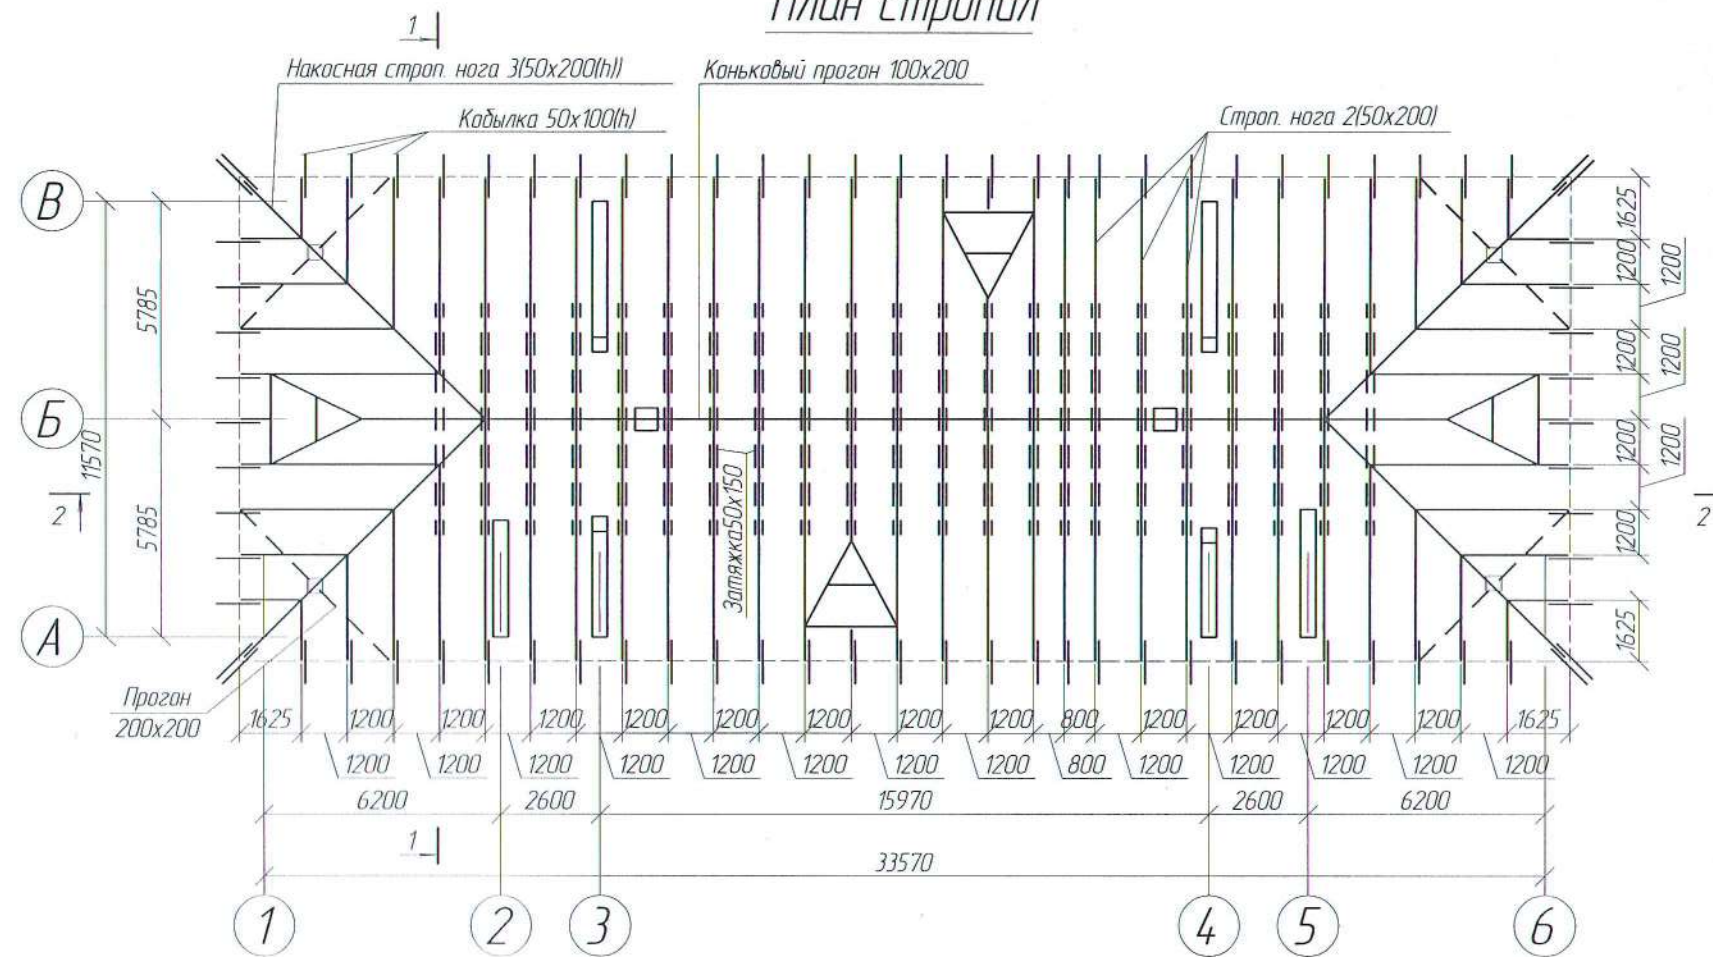 План стропил
1
Накосная строп. нога 3(50х200(h))
Коньковый прогон 100х200
Кобылка 50х100(h)
Строп. нога 2(50х200)
В
Б
А
5785
5785
11570
2
2
1625
1200
1200
1200
1200
1200
1200
1200
1625
Затяжка50х150
Прогон
200х200
1625 1200 1200 1200 1200 1200 1200 1200 1200 800 1200 1200 1200 1200 1625
1200 1200 1200 1200 1200 1200 1200 1200 800 1200 1200 1200 1200 1200
6200 2600 15970 2600 6200
1
33570
1 2 3 4 5 6